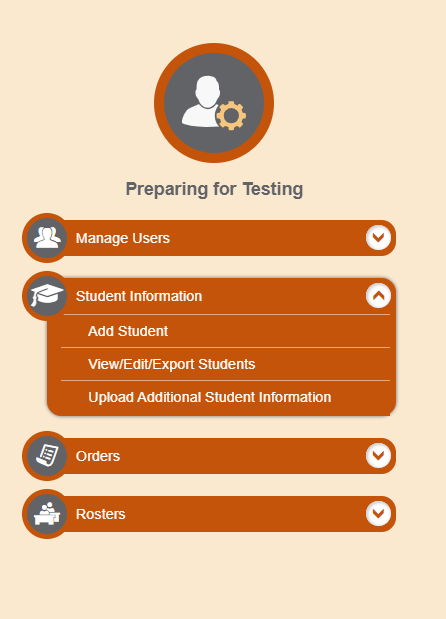 Preparing for Testing
Manage Users
Student Information
Add Student
View/Edit/Export Students
Upload Additional Student Information
Orders
Rosters